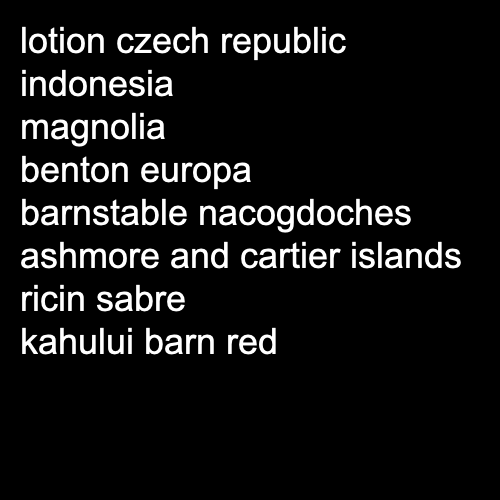 lotion czech republic
indonesia
magnolia
benton europa
barnstable nacogdoches
ashmore and cartier islands
ricin sabre
kahului barn red